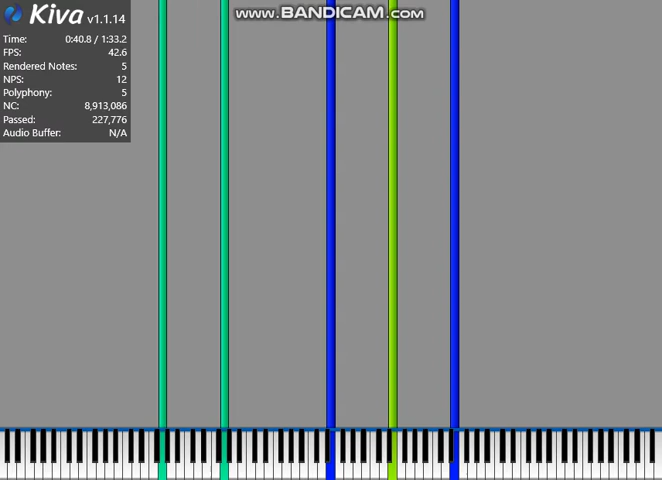 www.BANDICAM.com
Kiva v1.1.14
Time: 0:40.8 / 1:33.2
FPS: 42.6
Rendered Notes: 5
NPS: 12
Polyphony: 5
NC: 8,913,086
Passed: 227,776
Audio Buffer: N/A